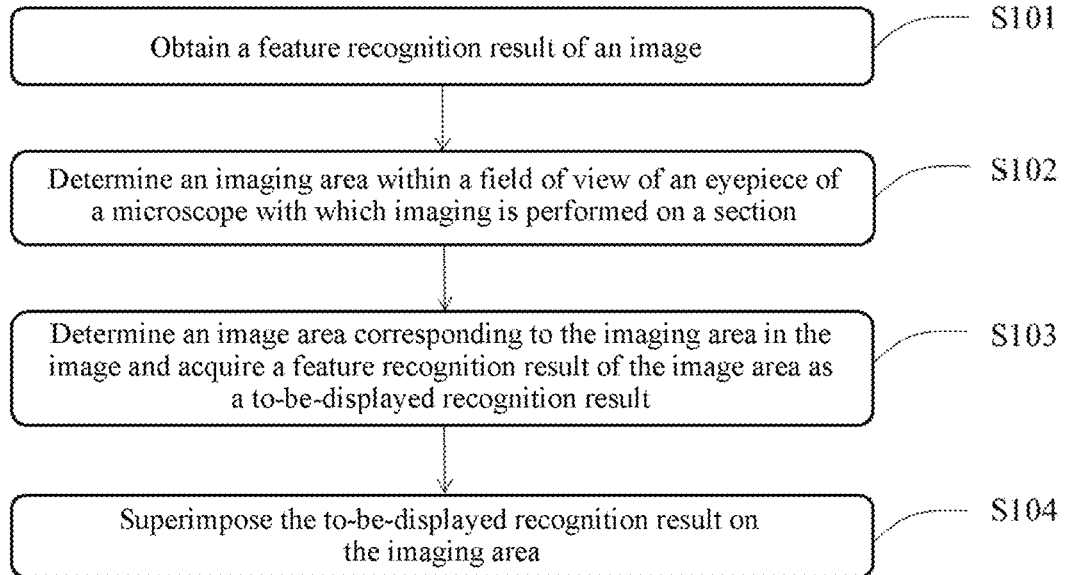 Obtain a feature recognition result of an image
S101
Determine an imaging area within a field of view of an eyepiece of
a microscope with which imaging is performed on a section
S102
Determine an image area corresponding to the imaging area in the
image and acquire a feature recognition result of the image area as
a to-be-displayed recognition result
S103
Superimpose the to-be-displayed recognition result on
the imaging area
S104